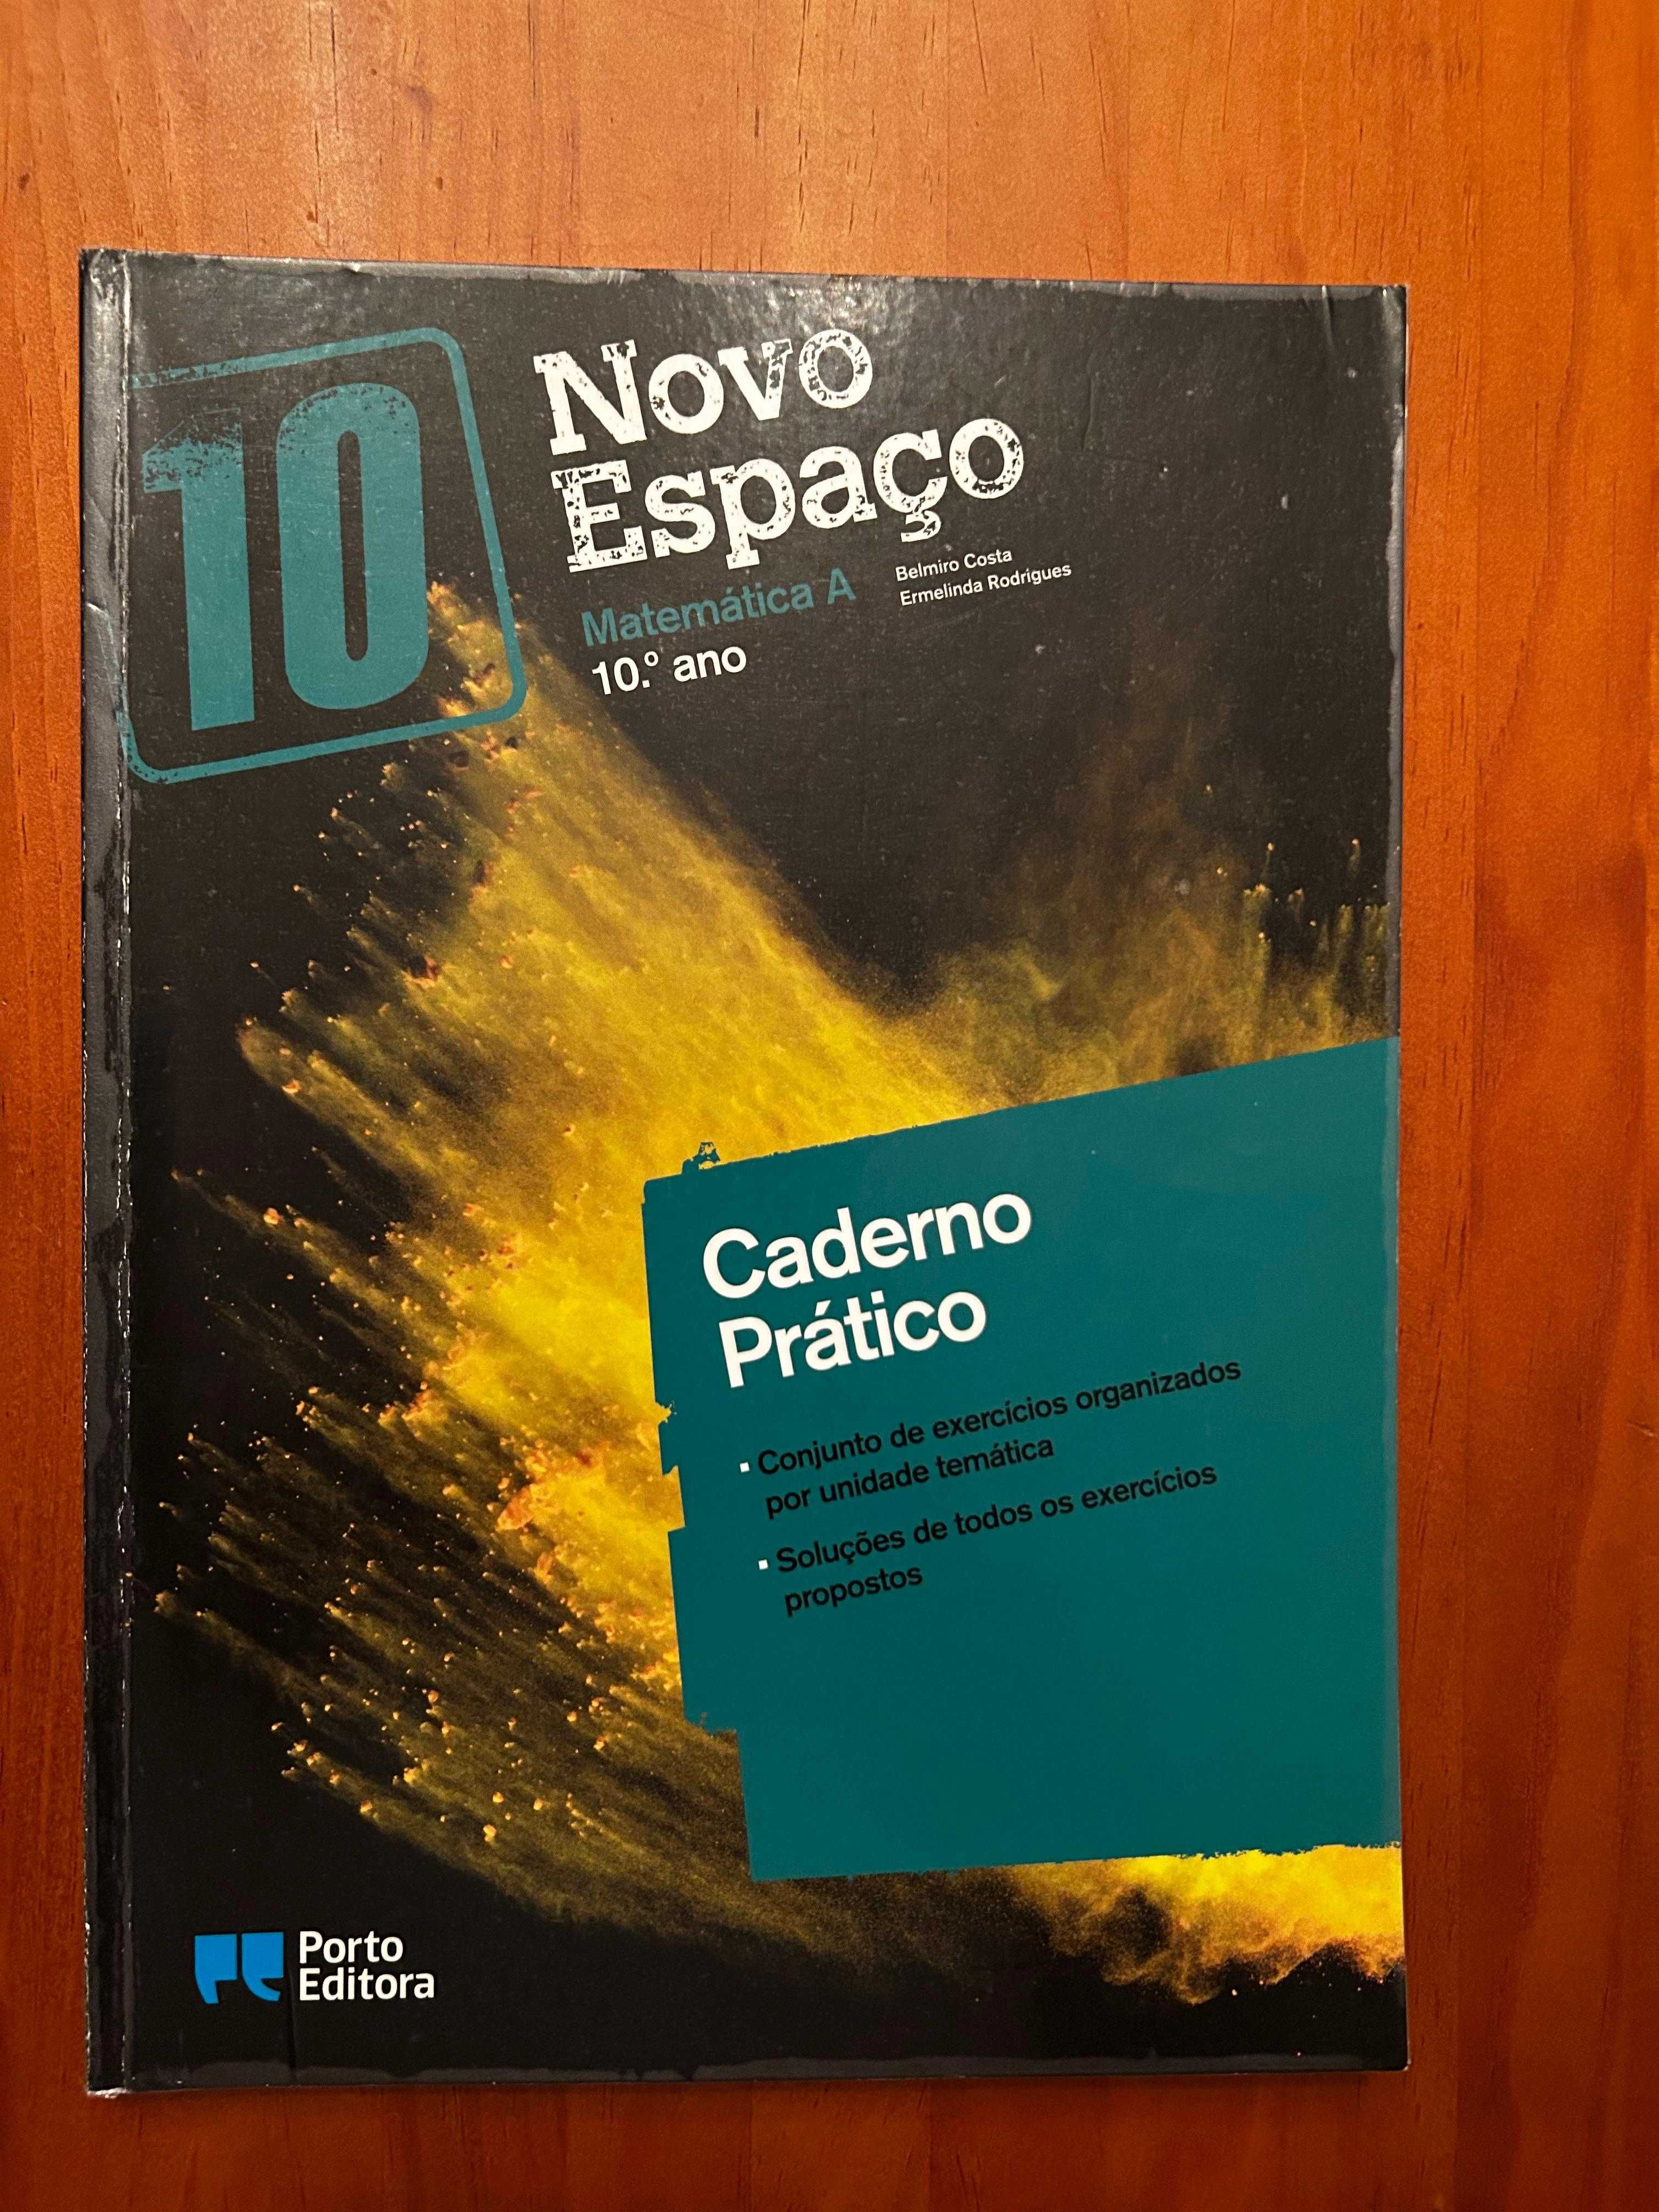 10
Novo
Espaço
Matemática A
10.º ano
Belmiro Costa
Ermelinda Rodrigues
Caderno
Prático
▪ Conjunto de exercícios organizados
por unidade temática
▪ Soluções de todos os exercícios
propostos
Porto
Editora